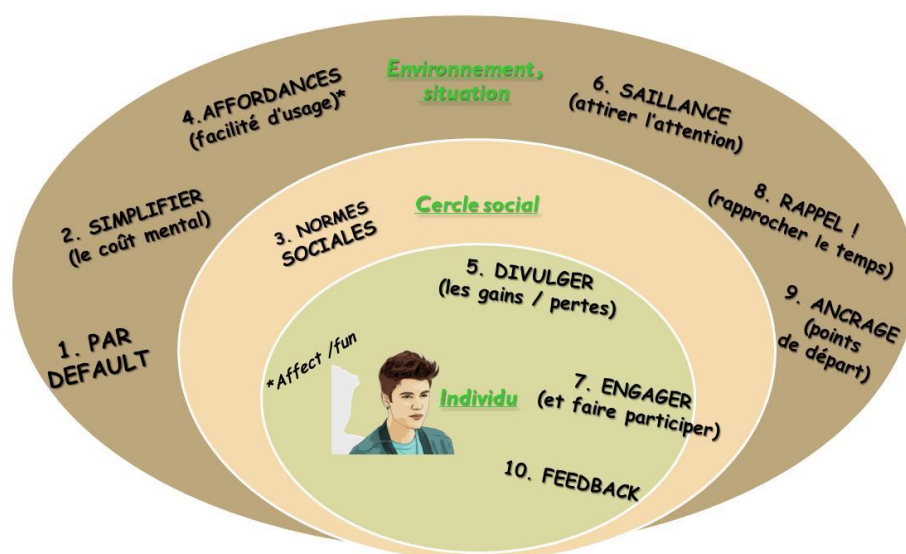 Environnement,
situation
4.AFFORDANCES
(facilité d'usage)*
6. SAILLANCE
(attirer l'attention)
2. SIMPLIFIER
(le coût mental)
3. NORMES
SOCIALES
Cercle social
8. RAPPEL !
(rapprocher le temps)
5. DIVULGER
(les gains / pertes)
1. PAR
DEFAULT
9. ANCRAGE
(points
de départ)
*Affect /fun
Individu
7. ENGAGER
(et faire participer)
10. FEEDBACK